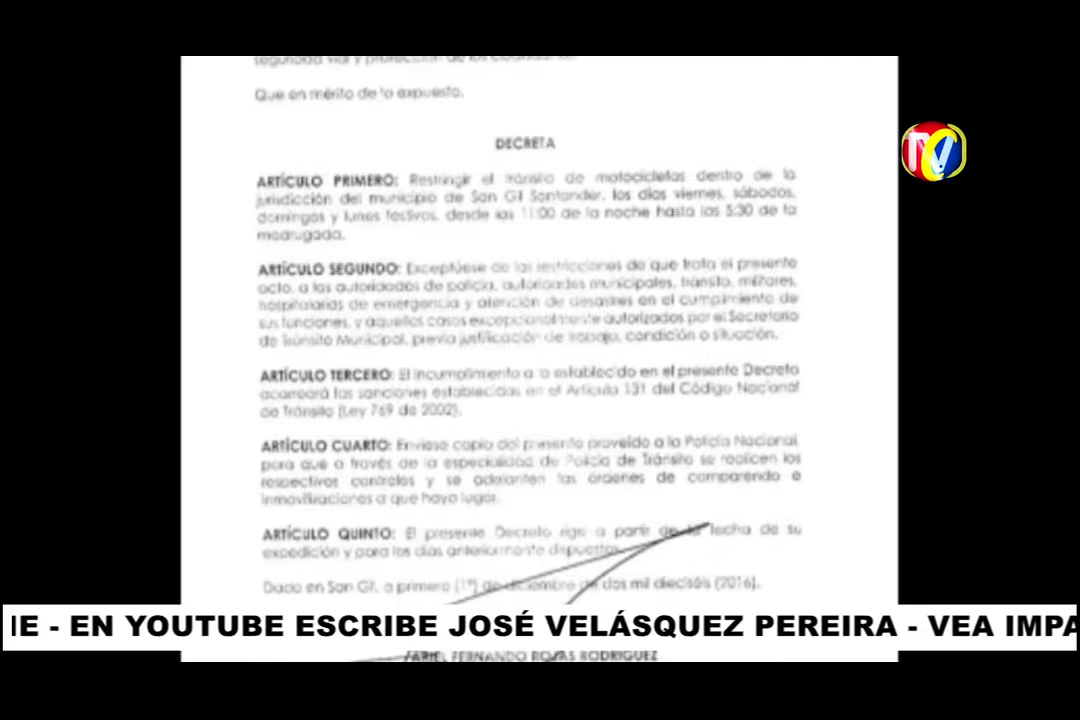 seguridad vial y protección de los ciudadanos.
Que en mérito de lo expuesto,
DECRETA
ARTÍCULO PRIMERO: Restringir el tránsito de motocicletas dentro de la
jurisdicción del municipio de San Gil Santander, los días viernes, sábados,
domingos y lunes festivos, desde las 11:00 de la noche hasta las 5:30 de la
madrugada.
ARTÍCULO SEGUNDO: Exceptúese de las restricciones de que trata el presente
acto, a las autoridades de policía, autoridades municipales, tránsito, militares,
hospitalarias de emergencia y atención de desastres en el cumplimiento de
sus funciones, y aquellos casos excepcionalmente autorizados por el Secretario
de Tránsito Municipal, previa justificación de trabajo, condición o situación.
ARTÍCULO TERCERO: El incumplimiento a lo establecido en el presente Decreto
acarreará las sanciones establecidas en el Artículo 131 del Código Nacional
de Tránsito (Ley 769 de 2002).
ARTÍCULO CUARTO: Envíese copia del presente proveído a la Policía Nacional,
para que a través de la especialidad de Policía de Tránsito se realicen los
respectivos controles y se adelanten las órdenes de comparendo e
inmovilizaciones a que haya lugar.
ARTÍCULO QUINTO: El presente Decreto rige a partir de la fecha de su
expedición y para los días anteriormente dispuestos.
Dado en San Gil, a primero (1º) de diciembre de dos mil dieciséis (2016).
FERNANDO ROJAS RODRIGUEZ
TVC
- EN YOUTUBE ESCRIBE JOSÉ VELÁSQUEZ PEREIRA - VEA IMPA